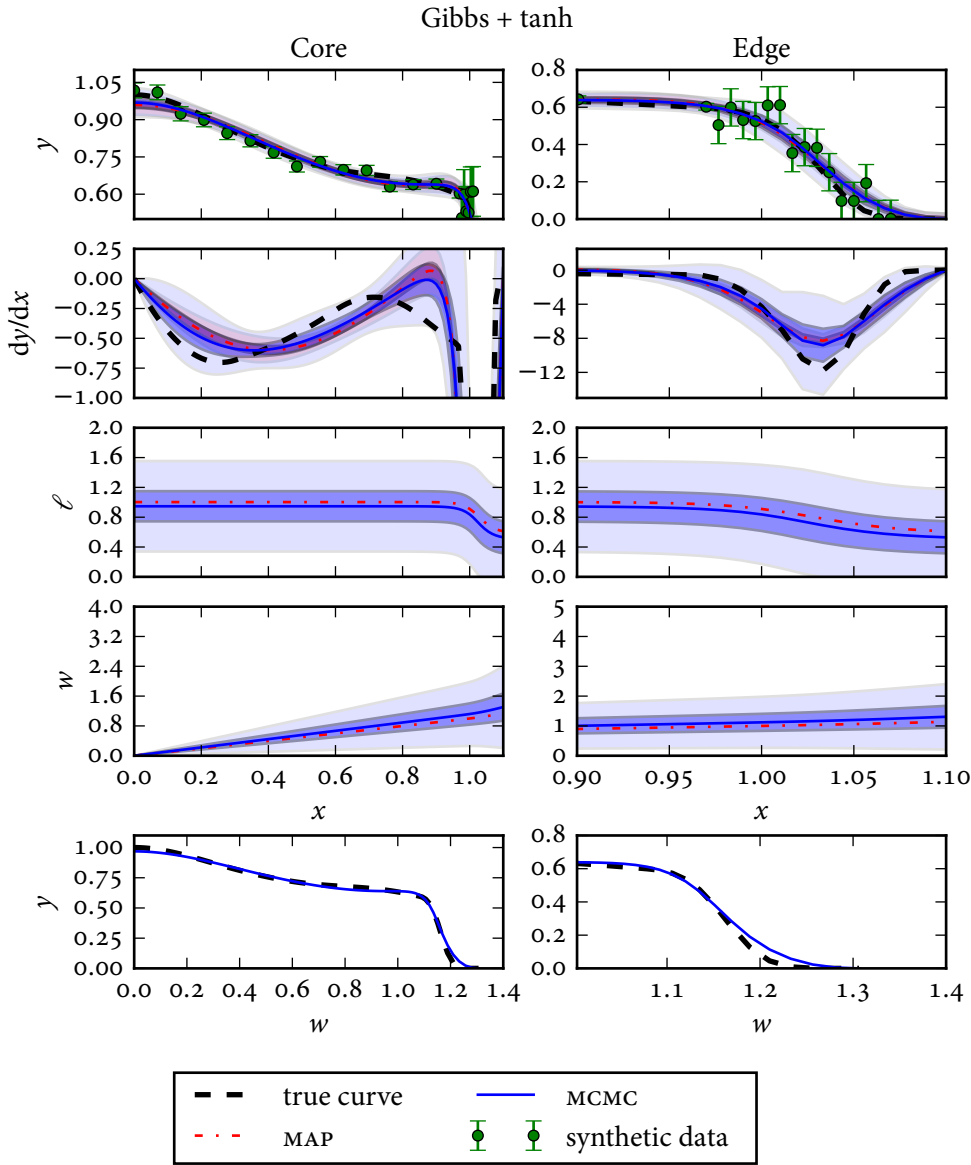 Gibbs + tanh
Core Edge
1.05 0.90 0.75 0.60
y
0.8 0.6 0.4 0.2 0.0
0.25 0.00 −0.25 −0.50 −0.75 −1.00
dy/dx
0 −4 −8 −12
2.0 1.6 1.2 0.8 0.4 0.0
ℓ
2.0 1.6 1.2 0.8 0.4 0.0
4.0 3.2 2.4 1.6 0.8 0.0
w
5 4 3 2 1 0
0.0 0.2 0.4 0.6 0.8 1.0
x
0.90 0.95 1.00 1.05 1.10
x
1.00 0.75 0.50 0.25 0.00
y
0.8 0.6 0.4 0.2 0.0
0.0 0.2 0.4 0.6 0.8 1.0 1.2 1.4
w
1.1 1.2 1.3 1.4
w
true curve MCMC
MAP synthetic data